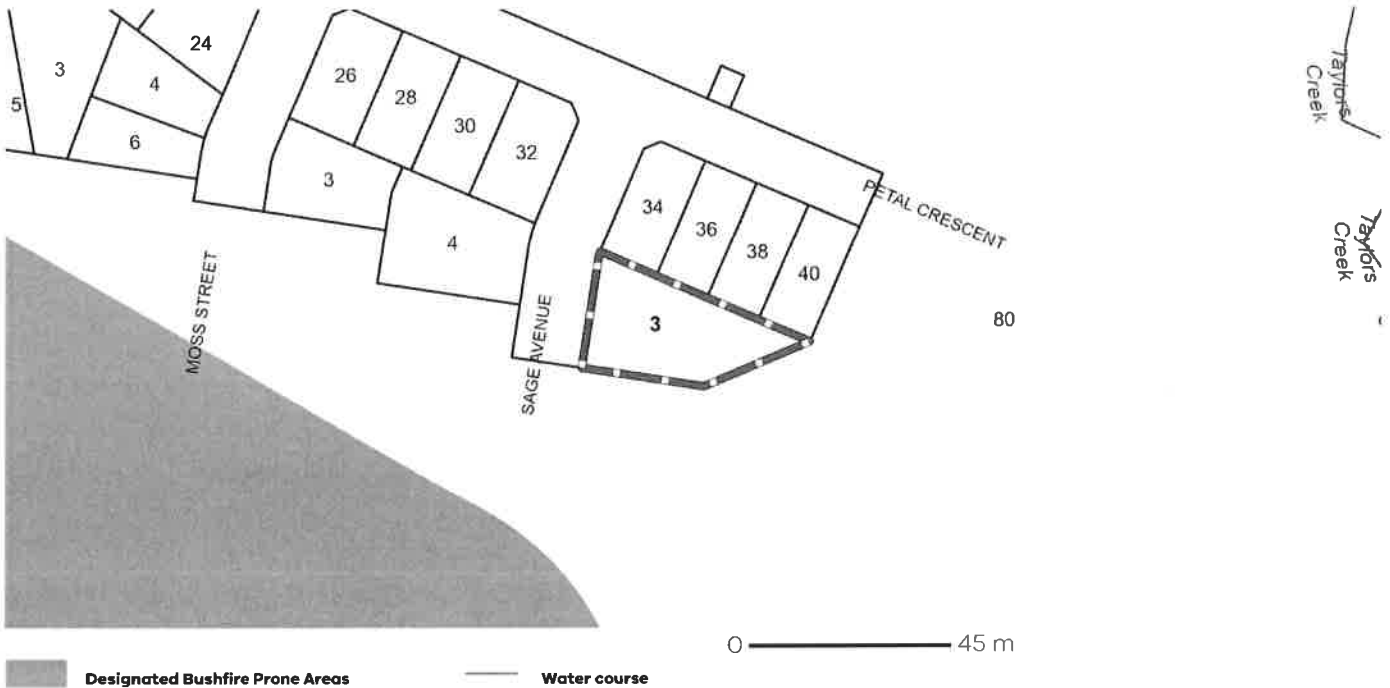 24
3
4
5
6
26
28
30
32
3
4
34
36
38
40
3
80
MOSS STREET
SAGE AVENUE
PETAL CRESCENT
Taylors
Creek
Taylors
Creek
0 45 m
Designated Bushfire Prone Areas
Water course